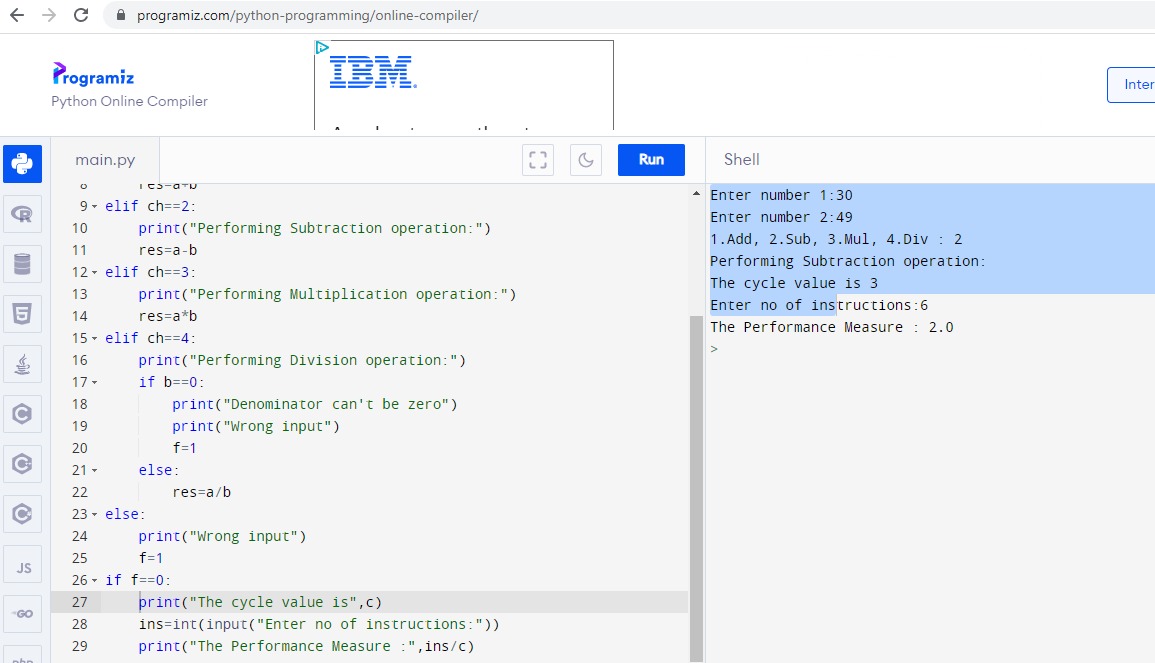 programiz.com/python-programming/online-compiler/
Programiz
Python Online Compiler
IBM
Inter
main.py
Run
Shell
8 res=a+b
9 elif ch==2:
10 print("Performing Subtraction operation:")
11 res=a-b
12 elif ch==3:
13 print("Performing Multiplication operation:")
14 res=a*b
15 elif ch==4:
16 print("Performing Division operation:")
17 if b==0:
18 print("Denominator can't be zero")
19 print("Wrong input")
20 f=1
21 else:
22 res=a/b
23 else:
24 print("Wrong input")
25 f=1
26 if f==0:
27 print("The cycle value is",c)
28 ins=int(input("Enter no of instructions:"))
29 print("The Performance Measure :",ins/c)
Enter number 1:30
Enter number 2:49
1.Add, 2.Sub, 3.Mul, 4.Div : 2
Performing Subtraction operation:
The cycle value is 3
Enter no of instructions:6
The Performance Measure : 2.0
>
R
5
C
C
C
JS
GO
php